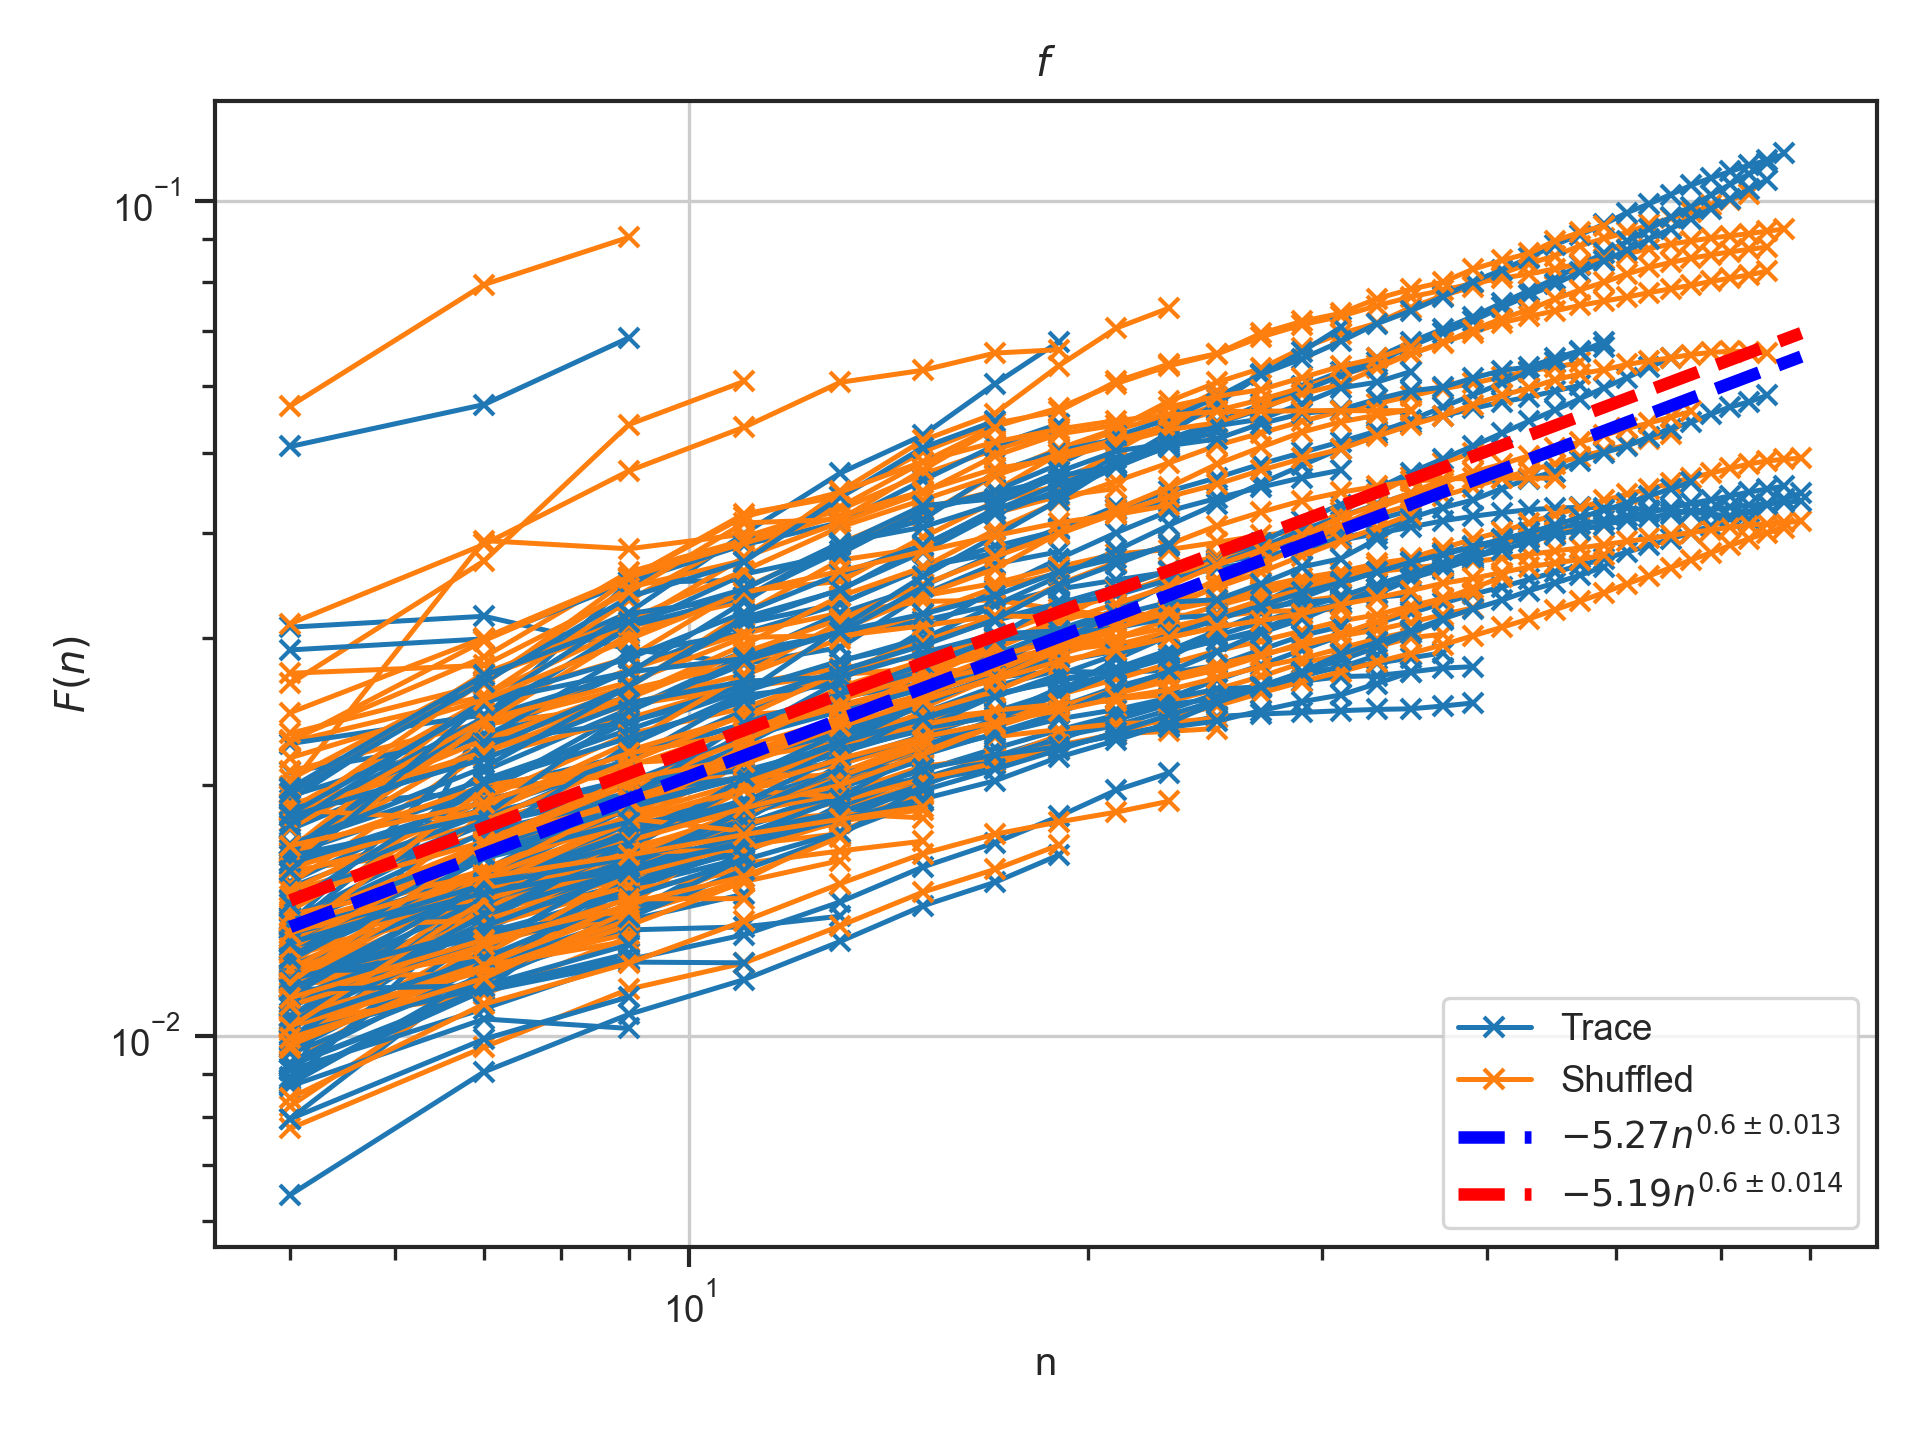 f
10⁻¹
F(n)
10⁻²
Trace
Shuffled
−5.27n^{0.6±0.013}
−5.19n^{0.6±0.014}
10¹
n